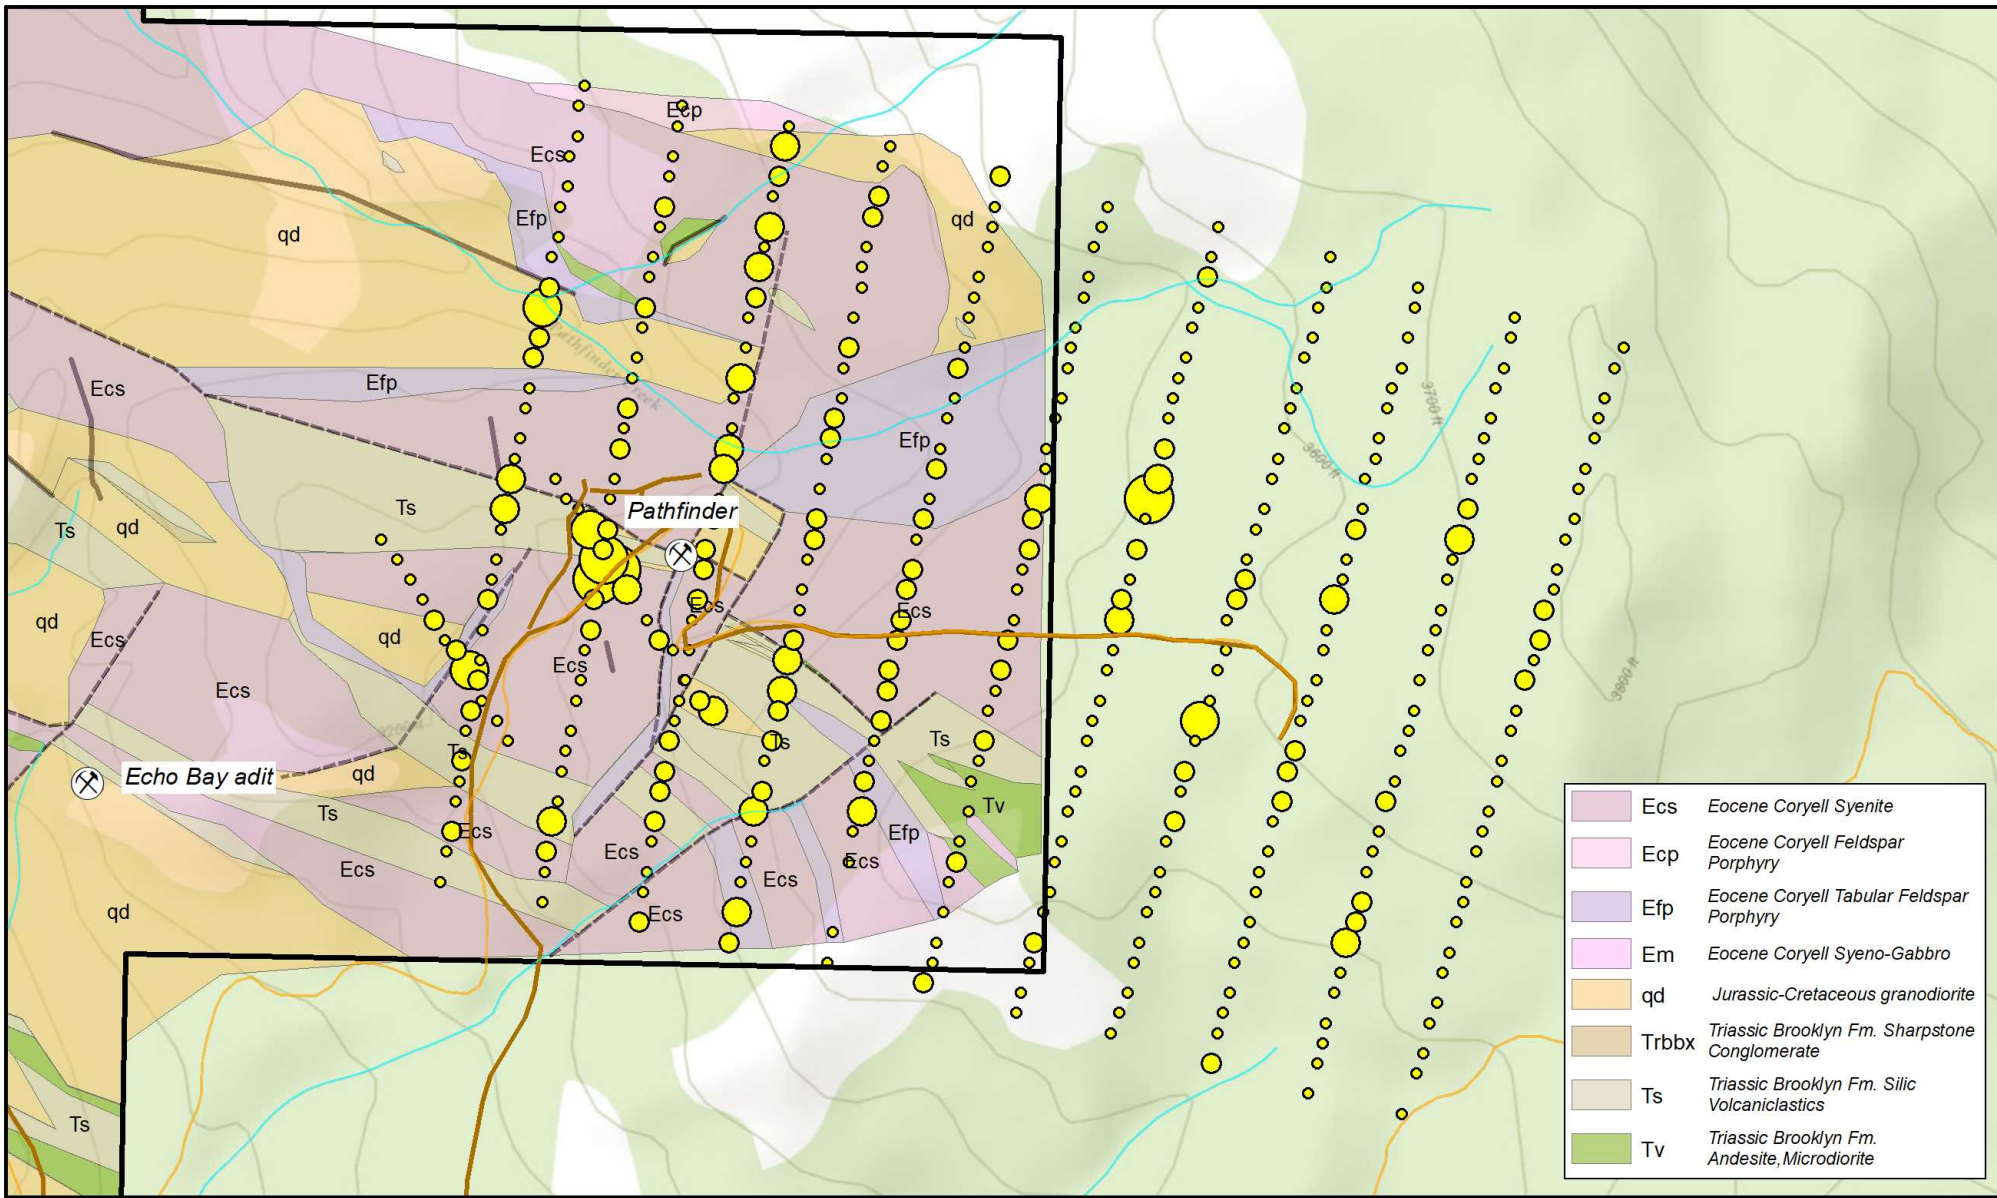 Ecp
Ecs
Efp
qd
qd
Pathfinder Creek
Ecs
Efp
3700 ft
Efp
3600 ft
Ts
Pathfinder
Ts
qd
Ecs
qd
Ecs
qd
Ecs
Ecs
3800 ft
Ts
Ts
Ts
Echo Bay adit
qd
Ts
Tv
Ecs
Efp
Ecs
Ecs
Ecs
Ecs
qd
Ecs
Ts
Ecs Eocene Coryell Syenite
Ecp Eocene Coryell Feldspar
Porphyry
Efp Eocene Coryell Tabular Feldspar
Porphyry
Em Eocene Coryell Syeno-Gabbro
qd Jurassic-Cretaceous granodiorite
Trbbx Triassic Brooklyn Fm. Sharpstone
Conglomerate
Ts Triassic Brooklyn Fm. Silic
Volcaniclastics
Tv Triassic Brooklyn Fm.
Andesite,Microdiorite